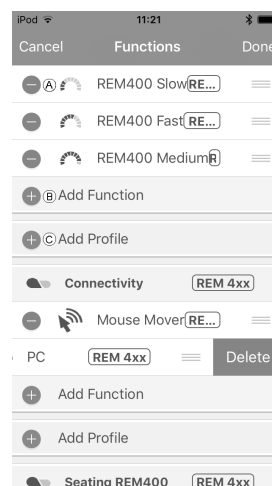 iPod 11:21
Cancel Functions Done
A REM400 Slow RE...
REM400 Fast RE...
REM400 Medium R
B Add Function
C Add Profile
Connectivity REM 4xx
Mouse Mover RE...
PC REM 4xx Delete
Add Function
Add Profile
Seating REM400 REM 4xx